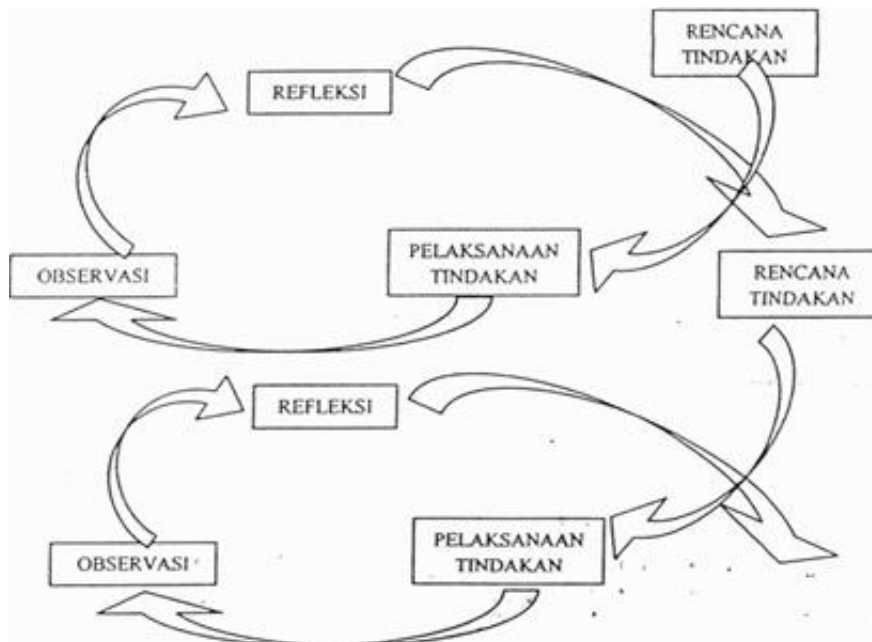 RENCANA
TINDAKAN
REFLEKSI
PELAKSANAAN
TINDAKAN
OBSERVASI
RENCANA
TINDAKAN
REFLEKSI
PELAKSANAAN
TINDAKAN
OBSERVASI